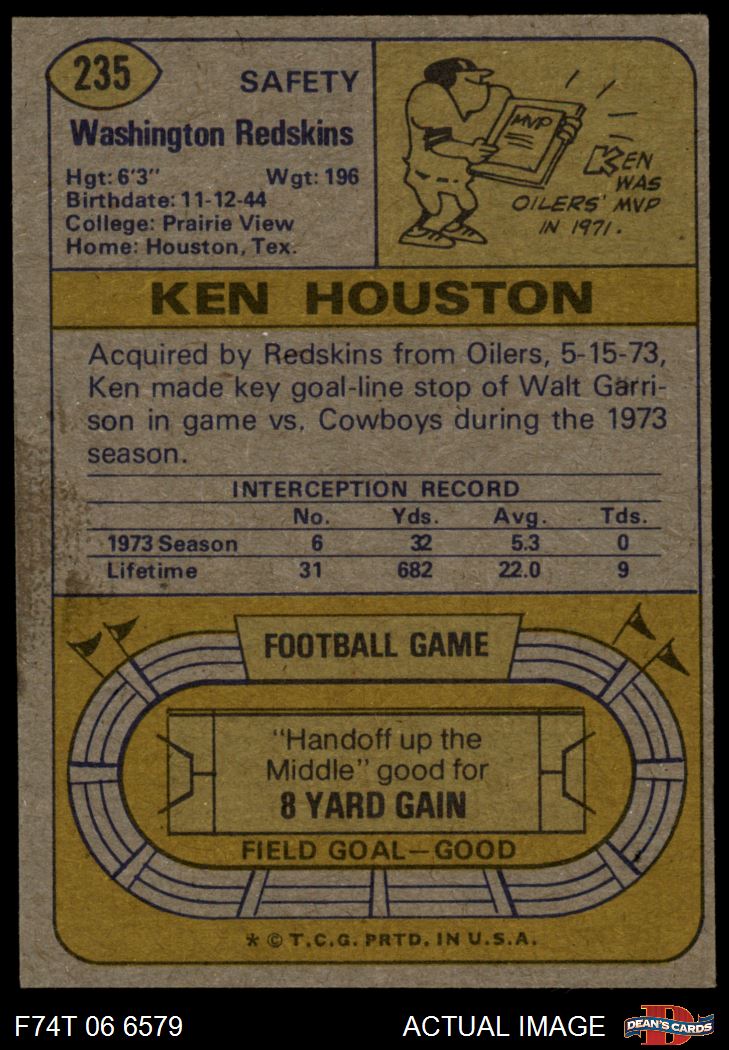 235
SAFETY
Washington Redskins
Hgt: 6'3" Wgt: 196
Birthdate: 11-12-44
College: Prairie View
Home: Houston, Tex.
MVP
KEN
WAS
OILERS' MVP
IN 1971.
KEN HOUSTON
Acquired by Redskins from Oilers, 5-15-73,
Ken made key goal-line stop of Walt Garri-
son in game vs. Cowboys during the 1973
season.
INTERCEPTION RECORD
No. Yds. Avg. Tds.
1973 Season 6 32 5.3 0
Lifetime 31 682 22.0 9
FOOTBALL GAME
"Handoff up the
Middle" good for
8 YARD GAIN
FIELD GOAL—GOOD
* © T.C.G. PRTD. IN U.S.A.
F74T 06 6579 ACTUAL IMAGE
DEAN'S CARDS